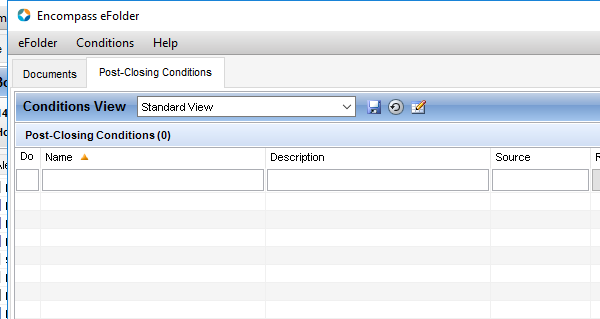 Encompass eFolder
eFolder Conditions Help
Documents Post-Closing Conditions
Conditions View Standard View
Post-Closing Conditions (0)
Do Name Description Source